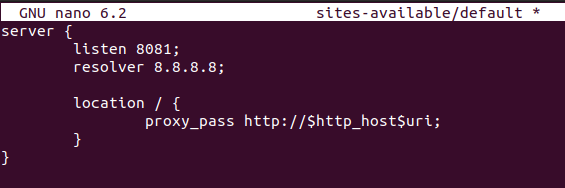 GNU nano 6.2 sites-available/default *
server {
listen 8081;
resolver 8.8.8.8;
location / {
proxy_pass http://$http_host$uri;
}
}